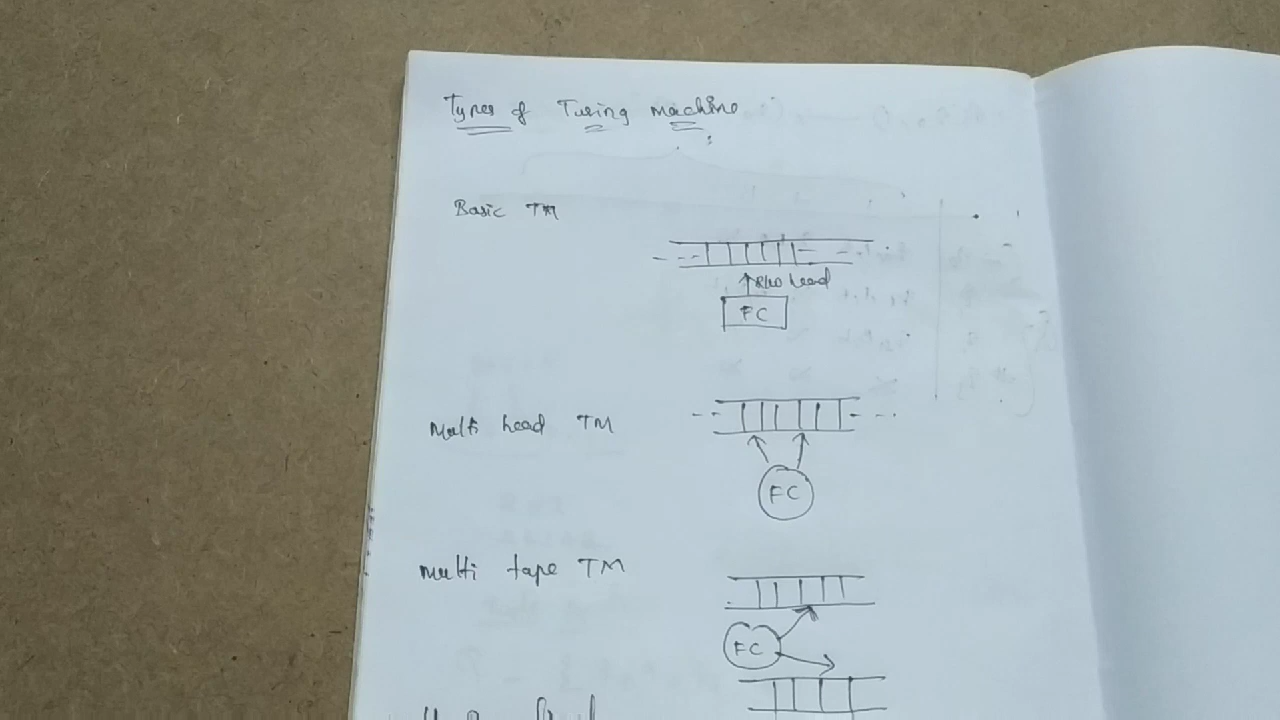 Types of Turing machine
:
Basic TM
R/W head
FC
Multi head TM
FC
Multi tape TM
FC